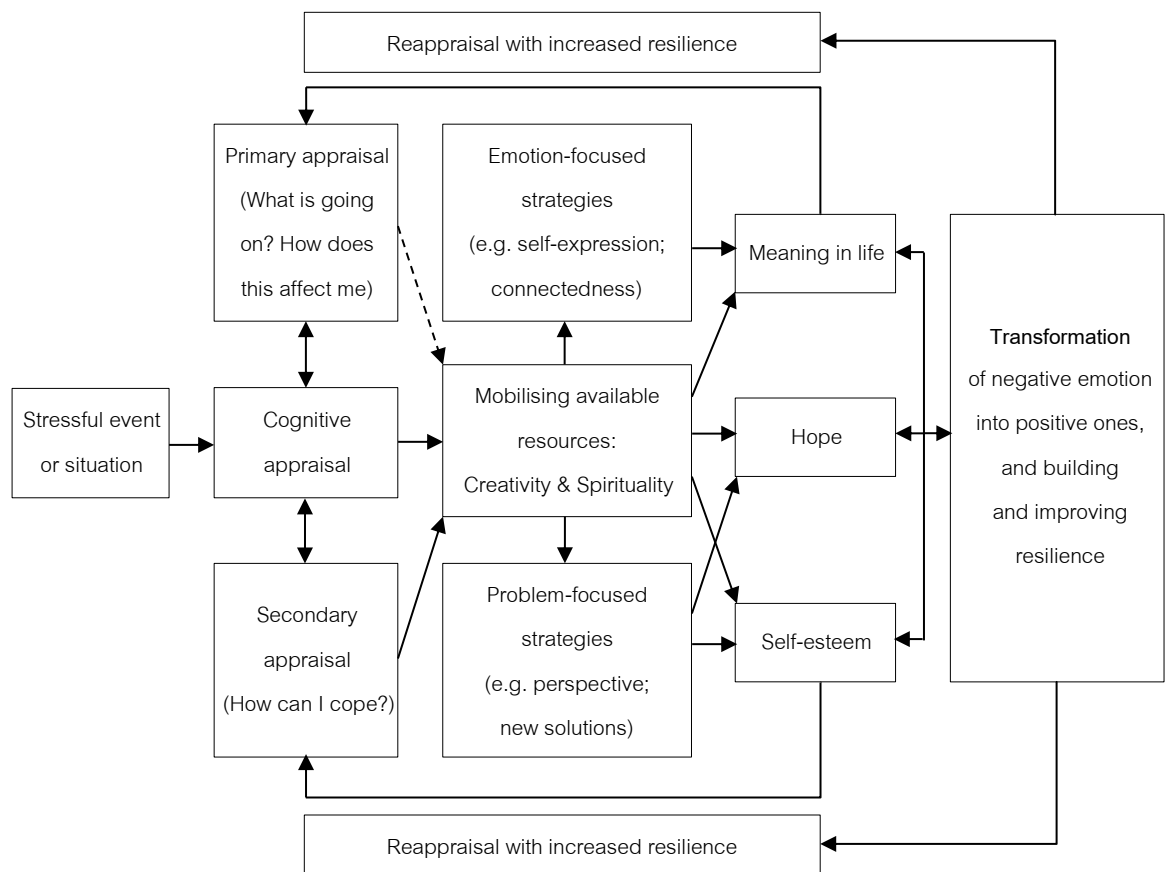 Reappraisal with increased resilience
Primary appraisal
(What is going
on? How does
this affect me)
Emotion-focused
strategies
(e.g. self-expression;
connectedness)
Meaning in life
Stressful event
or situation
Cognitive
appraisal
Mobilising available
resources:
Creativity & Spirituality
Hope
Transformation
of negative emotion
into positive ones,
and building
and improving
resilience
Secondary
appraisal
(How can I cope?)
Problem-focused
strategies
(e.g. perspective;
new solutions)
Self-esteem
Reappraisal with increased resilience